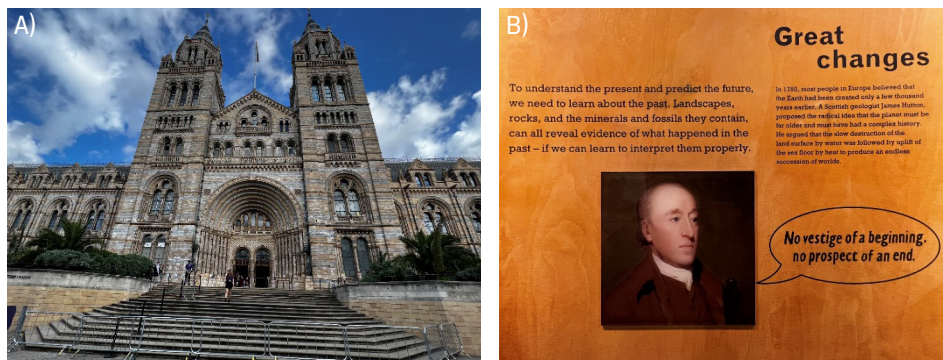 A)
B)
Great
changes
To understand the present and predict the future,
we need to learn about the past. Landscapes,
rocks, and the minerals and fossils they contain,
can all reveal evidence of what happened in the
past – if we can learn to interpret them properly.
In 1785, most people in Europe believed that
the Earth had been created only a few thousand
years earlier. A Scottish geologist James Hutton,
proposed the radical idea that the planet must be
far older and must have had a complex history.
He argued that the slow destruction of the
land surface by water was followed by uplift of
the sea floor by heat to produce an endless
succession of worlds.
No vestige of a beginning,
no prospect of an end.